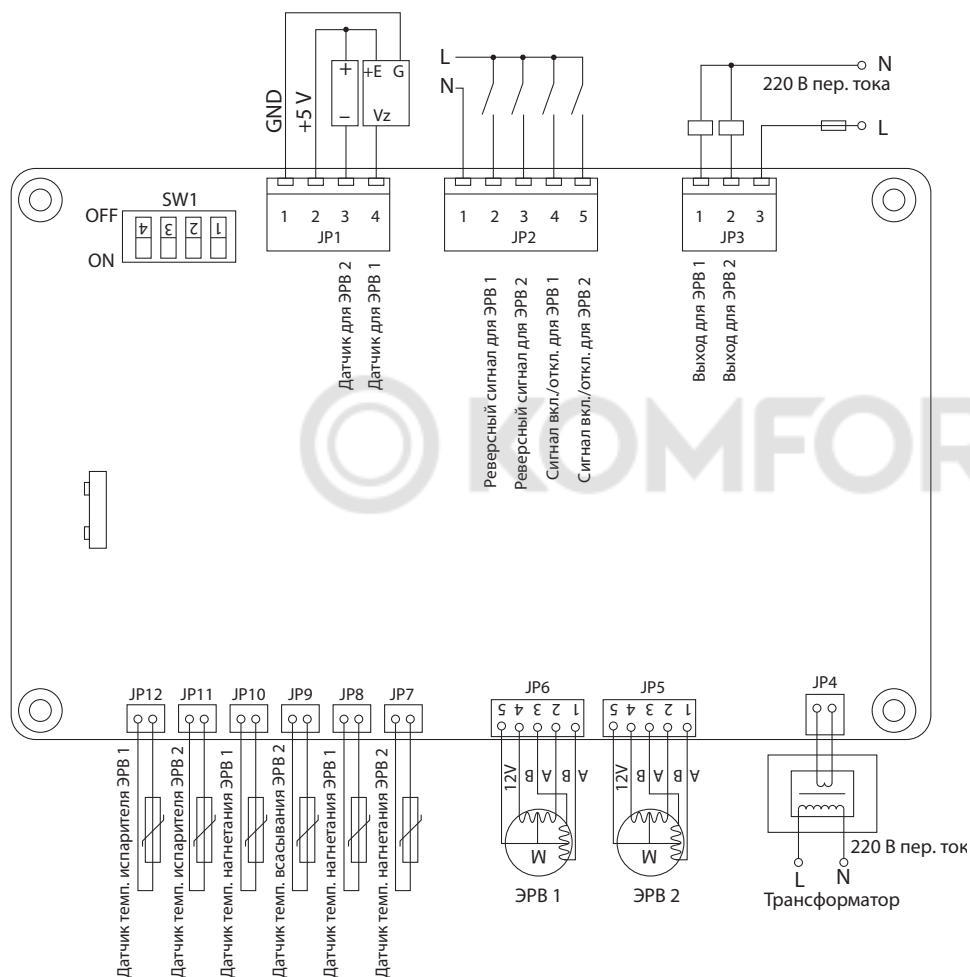 GND
+5 V
+
−
+E G
Vz
L
N
N
220 В пер. тока
L
SW1
OFF
ON
4 3 2 1
1 2 3 4
JP1
1 2 3 4 5
JP2
1 2 3
JP3
Датчик для ЭРВ 2
Датчик для ЭРВ 1
Реверсный сигнал для ЭРВ 1
Реверсный сигнал для ЭРВ 2
Сигнал вкл./откл. для ЭРВ 1
Сигнал вкл./откл. для ЭРВ 2
Выход для ЭРВ 1
Выход для ЭРВ 2
KOMFOR
JP12
JP11
JP10
JP9
JP8
JP7
JP6
JP5
JP4
5 4 3 2 1
5 4 3 2 1
12V B A B A
12V B A B A
M
M
ЭРВ 1
ЭРВ 2
Датчик темп. испарителя ЭРВ 1
Датчик темп. испарителя ЭРВ 2
Датчик темп. нагнетания ЭРВ 1
Датчик темп. всасывания ЭРВ 2
Датчик темп. нагнетания ЭРВ 1
Датчик темп. нагнетания ЭРВ 2
220 В пер. ток
L N
Трансформатор